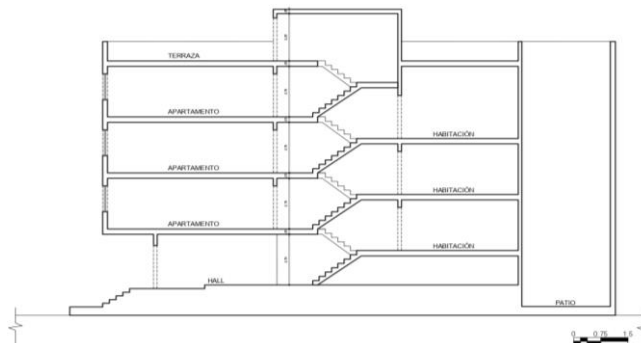 TERRAZA
APARTAMENTO
HABITACIÓN
APARTAMENTO
HABITACIÓN
APARTAMENTO
HABITACIÓN
HALL
PATIO
0 0.75 1.5